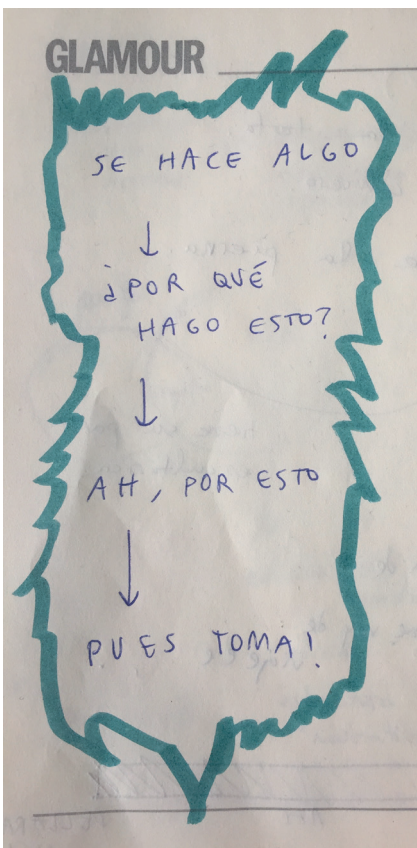 GLAMOUR
SE HACE ALGO
↓
¿POR QUÉ
HAGO ESTO?
↓
AH, POR ESTO
↓
PUES TOMA!